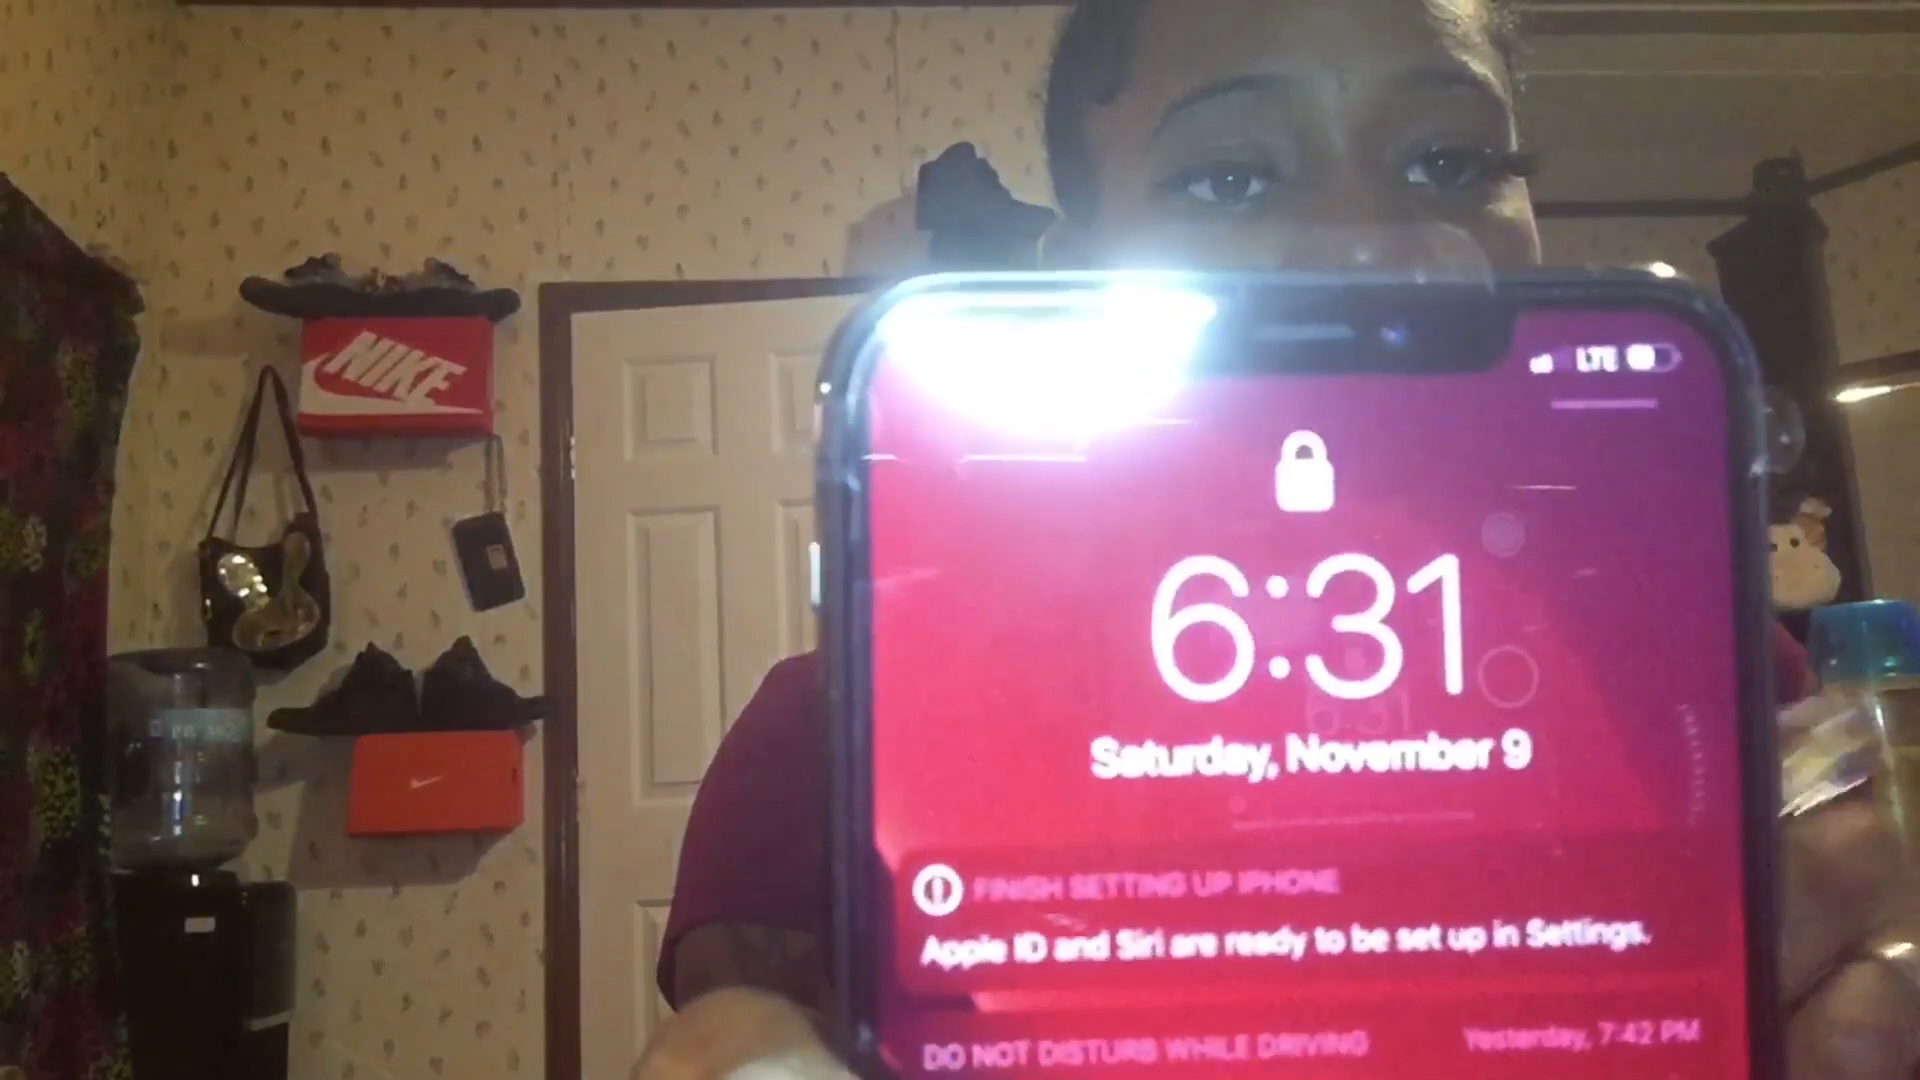 NIKE
LTE
6:31
Saturday, November 9
FINISH SETTING UP IPHONE
Apple ID and Siri are ready to be set up in Settings.
DO NOT DISTURB WHILE DRIVING
Yesterday, 7:42 PM